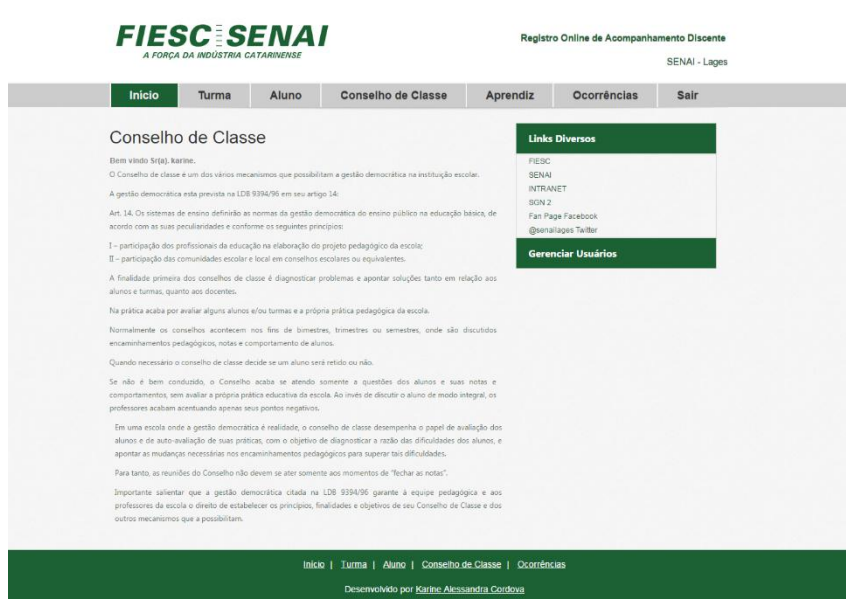 FIESC SENAI
A FORÇA DA INDÚSTRIA CATARINENSE
Registro Online de Acompanhamento Discente
SENAI - Lages
Início Turma Aluno Conselho de Classe Aprendiz Ocorrências Sair
Conselho de Classe
Bem vindo Sr(a). karine.
O Conselho de classe é um dos vários mecanismos que possibilitam a gestão democrática na instituição escolar.
A gestão democrática esta prevista na LDB 9394/96 em seu artigo 14:
Art. 14. Os sistemas de ensino definirão as normas da gestão democrática do ensino público na educação básica, de
acordo com as suas peculiaridades e conforme os seguintes princípios:
I – participação dos profissionais da educação na elaboração do projeto pedagógico da escola;
II – participação das comunidades escolar e local em conselhos escolares ou equivalentes.
A finalidade primeira dos conselhos de classe é diagnosticar problemas e apontar soluções tanto em relação aos
alunos e turmas, quanto aos docentes.
Na prática acaba por avaliar alguns alunos e/ou turmas e a própria prática pedagógica da escola.
Normalmente os conselhos acontecem nos fins de bimestres, trimestres ou semestres, onde são discutidos
encaminhamentos pedagógicos, notas e comportamento de alunos.
Quando necessário o conselho de classe decide se um aluno será retido ou não.
Se não é bem conduzido, o Conselho acaba se atendo somente a questões dos alunos e suas notas e
comportamentos, sem avaliar a própria prática educativa da escola. Ao invés de discutir o aluno de modo integral, os
professores acabam acentuando apenas seus pontos negativos.
Em uma escola onde a gestão democrática é realidade, o conselho de classe desempenha o papel de avaliação dos
alunos e de auto-avaliação de suas práticas, com o objetivo de diagnosticar a razão das dificuldades dos alunos, e
apontar as mudanças necessárias nos encaminhamentos pedagógicos para superar tais dificuldades.
Para tanto, as reuniões do Conselho não devem se ater somente aos momentos de "fechar as notas".
Importante salientar que a gestão democrática citada na LDB 9394/96 garante à equipe pedagógica e aos
professores da escola o direito de estabelecer os princípios, finalidades e objetivos de seu Conselho de Classe e dos
outros mecanismos que a possibilitam.
Links Diversos
FIESC
SENAI
INTRANET
SGN 2
Fan Page Facebook
@senailages Twitter
Gerenciar Usuários
Início | Turma | Aluno | Conselho de Classe | Ocorrências
Desenvolvido por Karine Alessandra Cordova